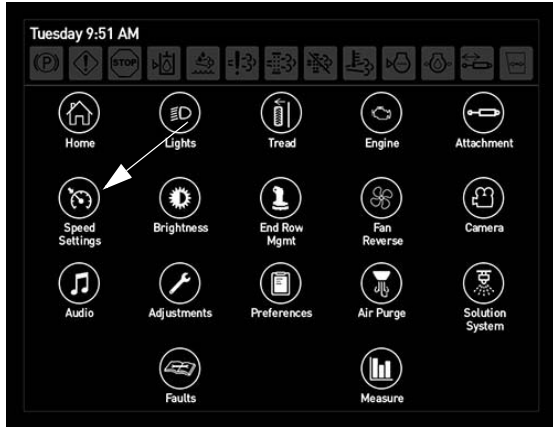 Tuesday 9:51 AM
(P) STOP
Home Lights Tread Engine Attachment
Speed Settings Brightness End Row Mgmt Fan Reverse Camera
Audio Adjustments Preferences Air Purge Solution System
Faults Measure